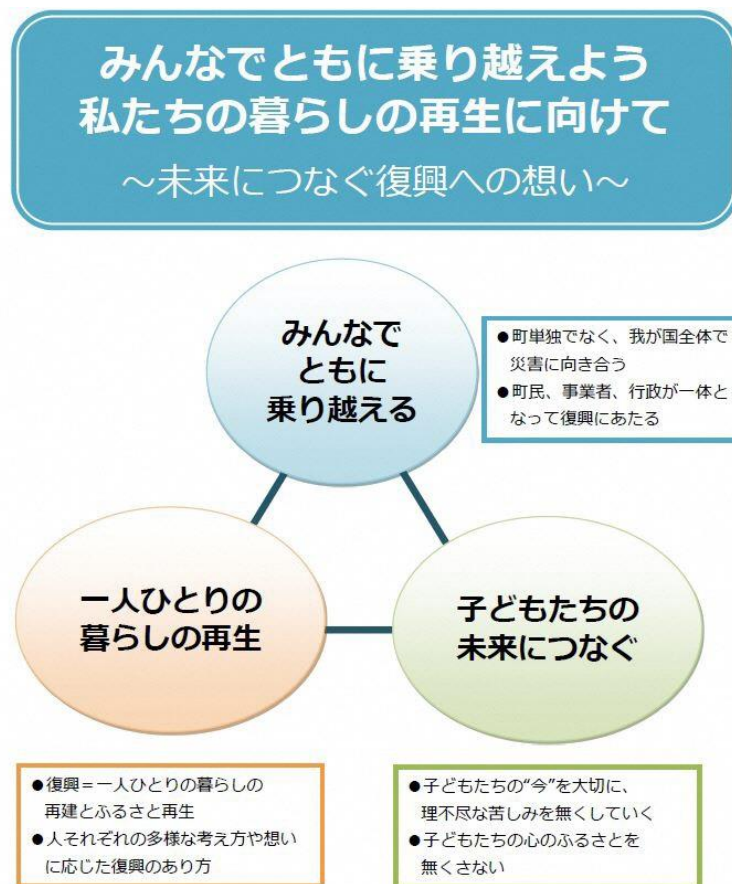 みんなでともに乗り越えよう
私たちの暮らしの再生に向けて
～未来につなぐ復興への想い～
みんなで
ともに
乗り越える
●町単独でなく、我が国全体で
災害に向き合う
●町民、事業者、行政が一体と
なって復興にあたる
一人ひとりの
暮らしの再生
子どもたちの
未来につなぐ
●復興＝一人ひとりの暮らしの
再建とふるさと再生
●人それぞれの多様な考え方や想い
に応じた復興のあり方
●子どもたちの“今”を大切に、
理不尽な苦しみを無くしていく
●子どもたちの心のふるさとを
無くさない